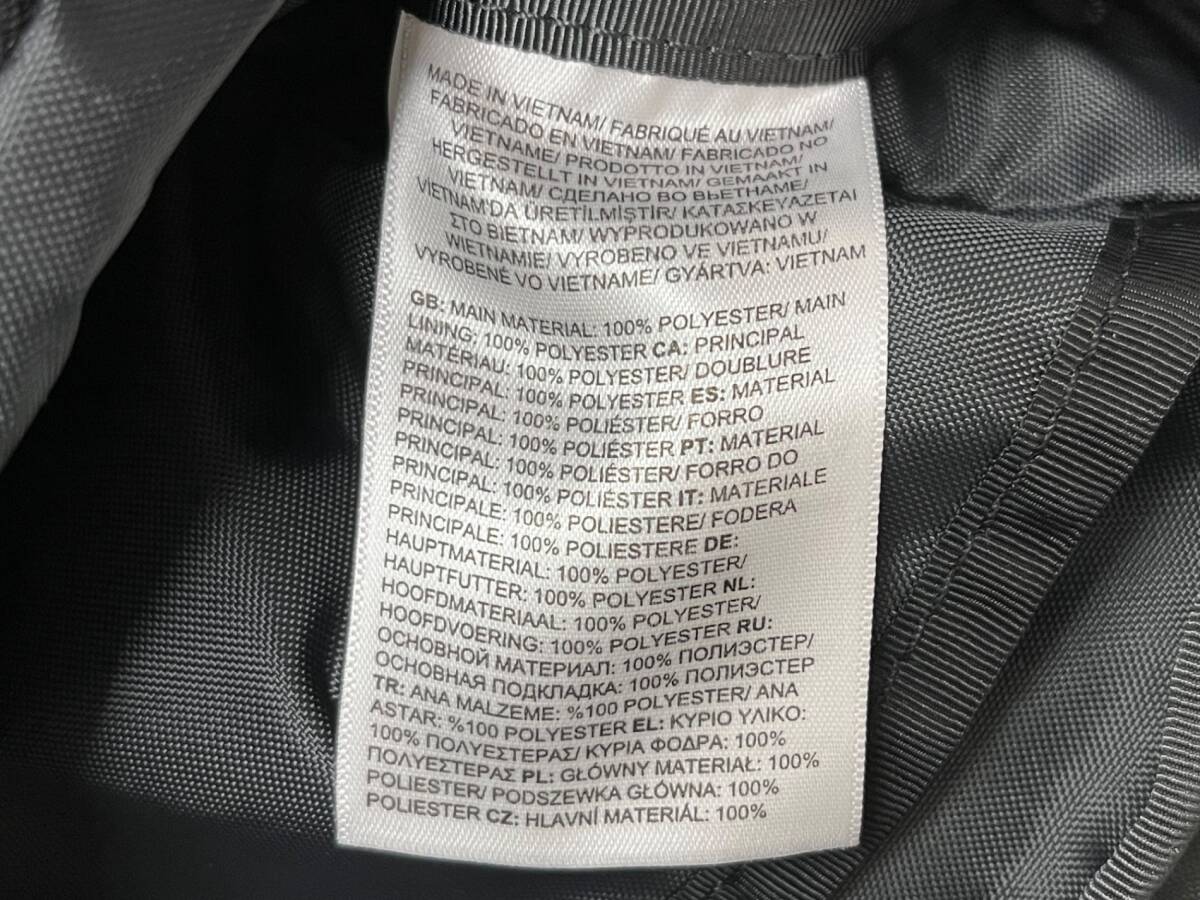 MADE IN VIETNAM/ FABRIQUÉ AU VIETNAM/
FABRICADO EN VIETNAM/ FABRICADO NO
VIETNAME/ PRODOTTO IN VIETNAM/
HERGESTELLT IN VIETNAM/ GEMAAKT IN
VIETNAM/ СДЕЛАНО ВО ВЬЕТНАМЕ/
VIETNAM'DA ÜRETİLMİŞTİR/ ΚΑΤΑΣΚΕΥΑΖΕΤΑΙ
ΣΤΟ ΒΙΕΤΝΑΜ/ WYPRODUKOWANO W
WIETNAMIE/ VYROBENO VE VIETNAMU/
VYROBENÉ VO VIETNAME/ GYÁRTVA: VIETNAM
GB: MAIN MATERIAL: 100% POLYESTER/ MAIN
LINING: 100% POLYESTER CA: PRINCIPAL
MATÉRIAU: 100% POLYESTER/ DOUBLURE
PRINCIPAL: 100% POLYESTER ES: MATERIAL
PRINCIPAL: 100% POLIÉSTER/ FORRO
PRINCIPAL: 100% POLIÉSTER PT: MATERIAL
PRINCIPAL: 100% POLIÉSTER/ FORRO DO
PRINCIPAL: 100% POLIÉSTER IT: MATERIALE
PRINCIPALE: 100% POLIESTERE/ FODERA
PRINCIPALE: 100% POLIESTERE DE:
HAUPTMATERIAL: 100% POLYESTER/
HAUPTFUTTER: 100% POLYESTER NL:
HOOFDMATERIAAL: 100% POLYESTER/
HOOFDVOERING: 100% POLYESTER RU:
ОСНОВНОЙ МАТЕРИАЛ: 100% ПОЛИЭСТЕР/
ОСНОВНАЯ ПОДКЛАДКА: 100% ПОЛИЭСТЕР
TR: ANA MALZEME: %100 POLYESTER/ ANA
ASTAR: %100 POLYESTER EL: ΚΥΡΙΟ ΥΛΙΚΟ:
100% ΠΟΛΥΕΣΤΕΡΑΣ/ ΚΥΡΙΑ ΦΟΔΡΑ: 100%
ΠΟΛΥΕΣΤΕΡΑΣ PL: GŁÓWNY MATERIAŁ: 100%
POLIESTER/ PODSZEWKA GŁÓWNA: 100%
POLIESTER CZ: HLAVNÍ MATERIÁL: 100%